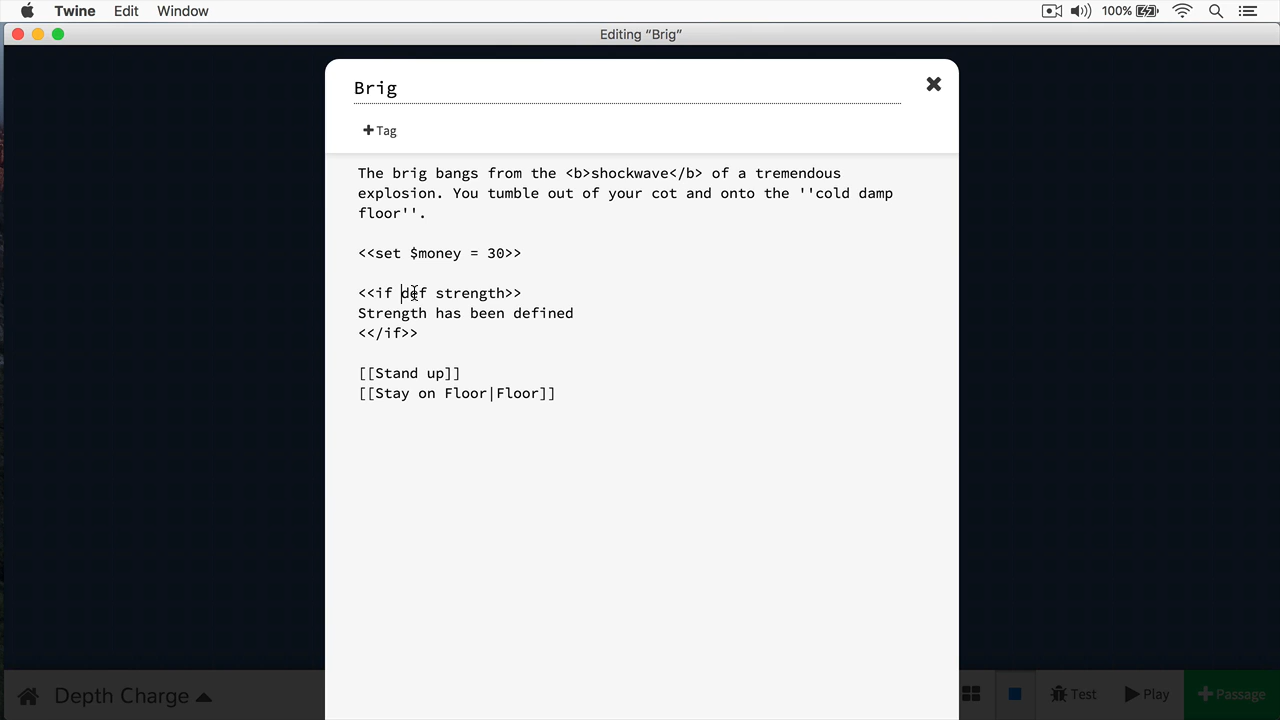 Twine Edit Window 100%
Editing “Brig”
Brig
+ Tag
The brig bangs from the <b>shockwave</b> of a tremendous
explosion. You tumble out of your cot and onto the ''cold damp
floor''.
<<set $money = 30>>
<<if def strength>>
Strength has been defined
<</if>>
[[Stand up]]
[[Stay on Floor|Floor]]
Depth Charge Test Play + Passage